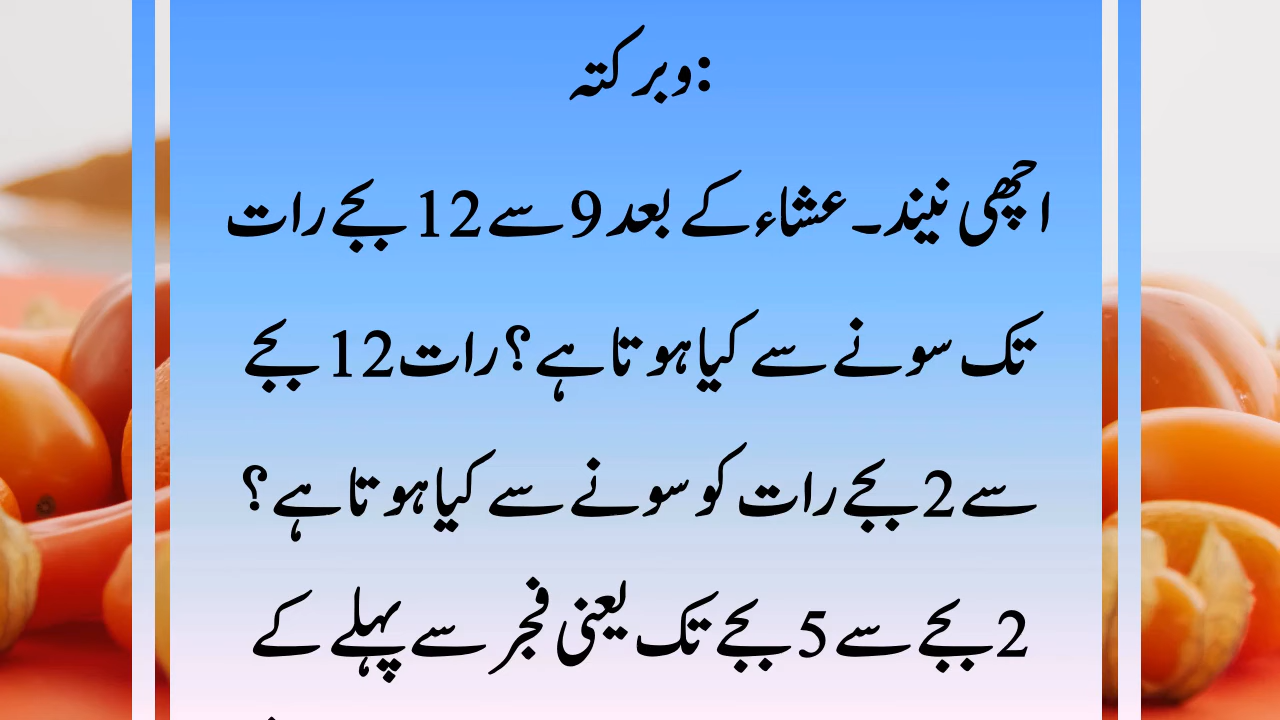 وبرکتہ:
اچھی نیند۔ عشاء کے بعد 9 سے 12 بجے رات
تک سونے سے کیا ہوتا ہے؟ رات 12 بجے
سے 2 بجے رات کو سونے سے کیا ہوتا ہے؟
2 بجے سے 5 بجے تک یعنی فجر سے پہلے کے